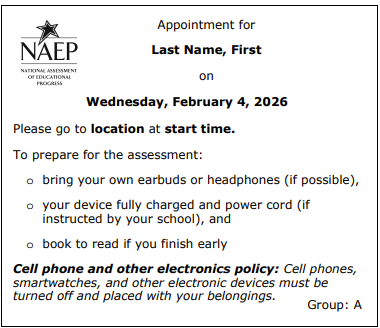 NAEP
NATIONAL ASSESSMENT
OF EDUCATIONAL
PROGRESS
Appointment for
Last Name, First
on
Wednesday, February 4, 2026
Please go to location at start time.
To prepare for the assessment:
o bring your own earbuds or headphones (if possible),
o your device fully charged and power cord (if
instructed by your school), and
o book to read if you finish early
Cell phone and other electronics policy: Cell phones,
smartwatches, and other electronic devices must be
turned off and placed with your belongings.
Group: A